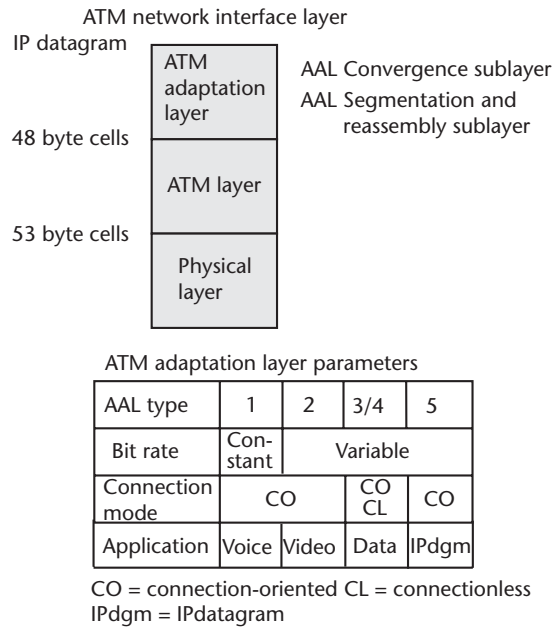 ATM network interface layer
IP datagram
ATM
adaptation
layer
AAL Convergence sublayer
AAL Segmentation and
reassembly sublayer
48 byte cells
ATM layer
53 byte cells
Physical
layer
ATM adaptation layer parameters
AAL type 1 2 3/4 5
Bit rate Con-
stant Variable
Connection
mode CO CO
CL CO
Application Voice Video Data IPdgm
CO = connection-oriented CL = connectionless
IPdgm = IPdatagram